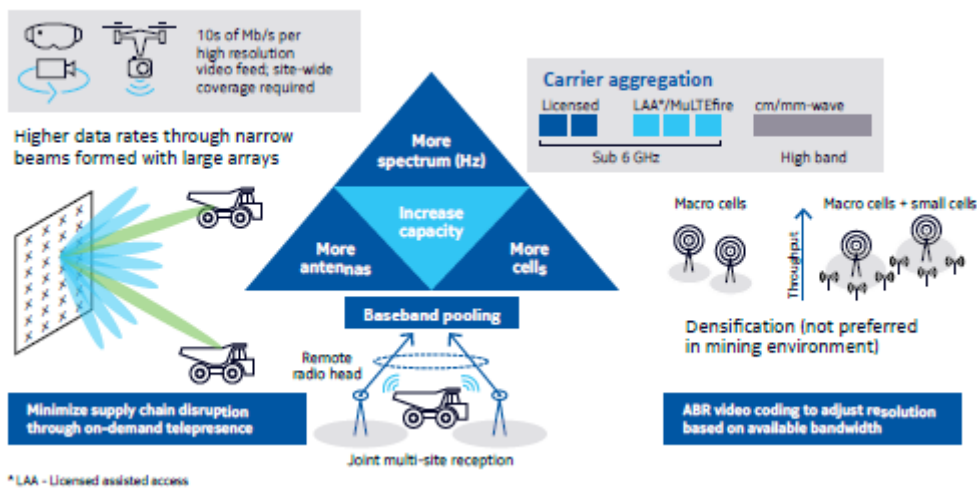 10s of Mb/s per
high resolution
video feed; site-wide
coverage required
Higher data rates through narrow
beams formed with large arrays
More
spectrum (Hz)
Increase
capacity
More
antennas
More
cells
Baseband pooling
Remote
radio head
Joint multi-site reception
Carrier aggregation
Licensed
LAA*/MuLTEfire
cm/mm-wave
Sub 6 GHz
High band
Macro cells
Throughput
Macro cells + small cells
Densification (not preferred
in mining environment)
Minimize supply chain disruption
through on-demand telepresence
ABR video coding to adjust resolution
based on available bandwidth
* LAA - Licensed assisted access